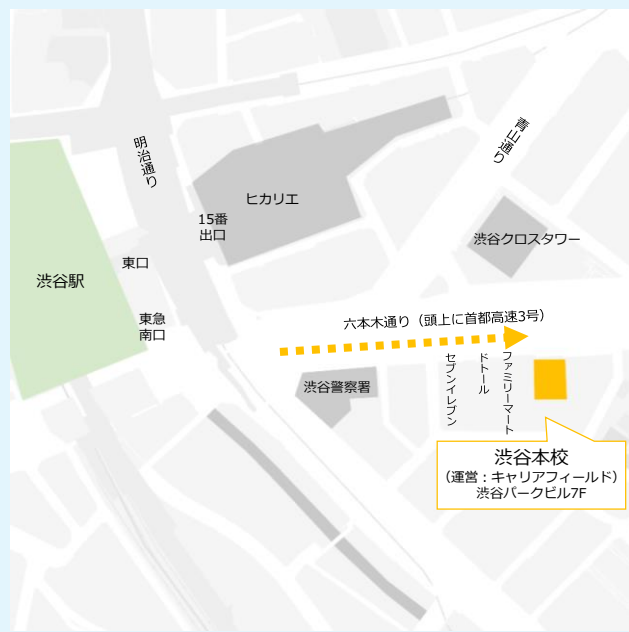 明治通り
青山通り
ヒカリエ
15番
出口
渋谷クロスタワー
東口
渋谷駅
東急
南口
六本木通り（頭上に首都高速3号）
渋谷警察署
セブンイレブン
ドトール
ファミリーマート
渋谷本校
（運営：キャリアフィールド）
渋谷パークビル7F